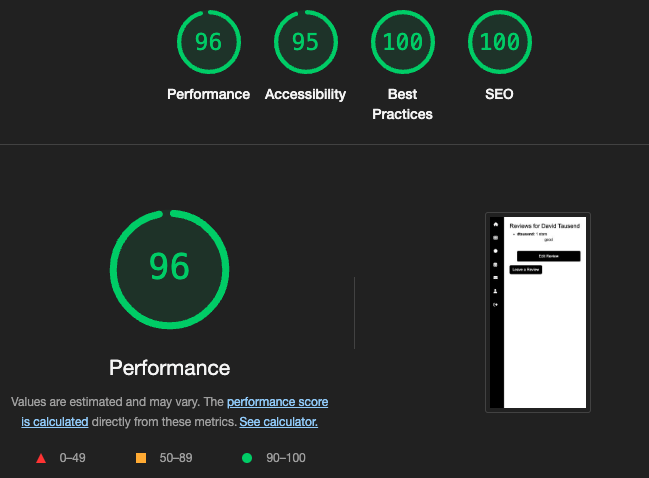 96 95 100 100
Performance Accessibility Best Practices SEO
96
Performance
Values are estimated and may vary. The performance score
is calculated directly from these metrics. See calculator.
0–49 50–89 90–100
Reviews for David Tausend
good
Edit Review
Leave a Review